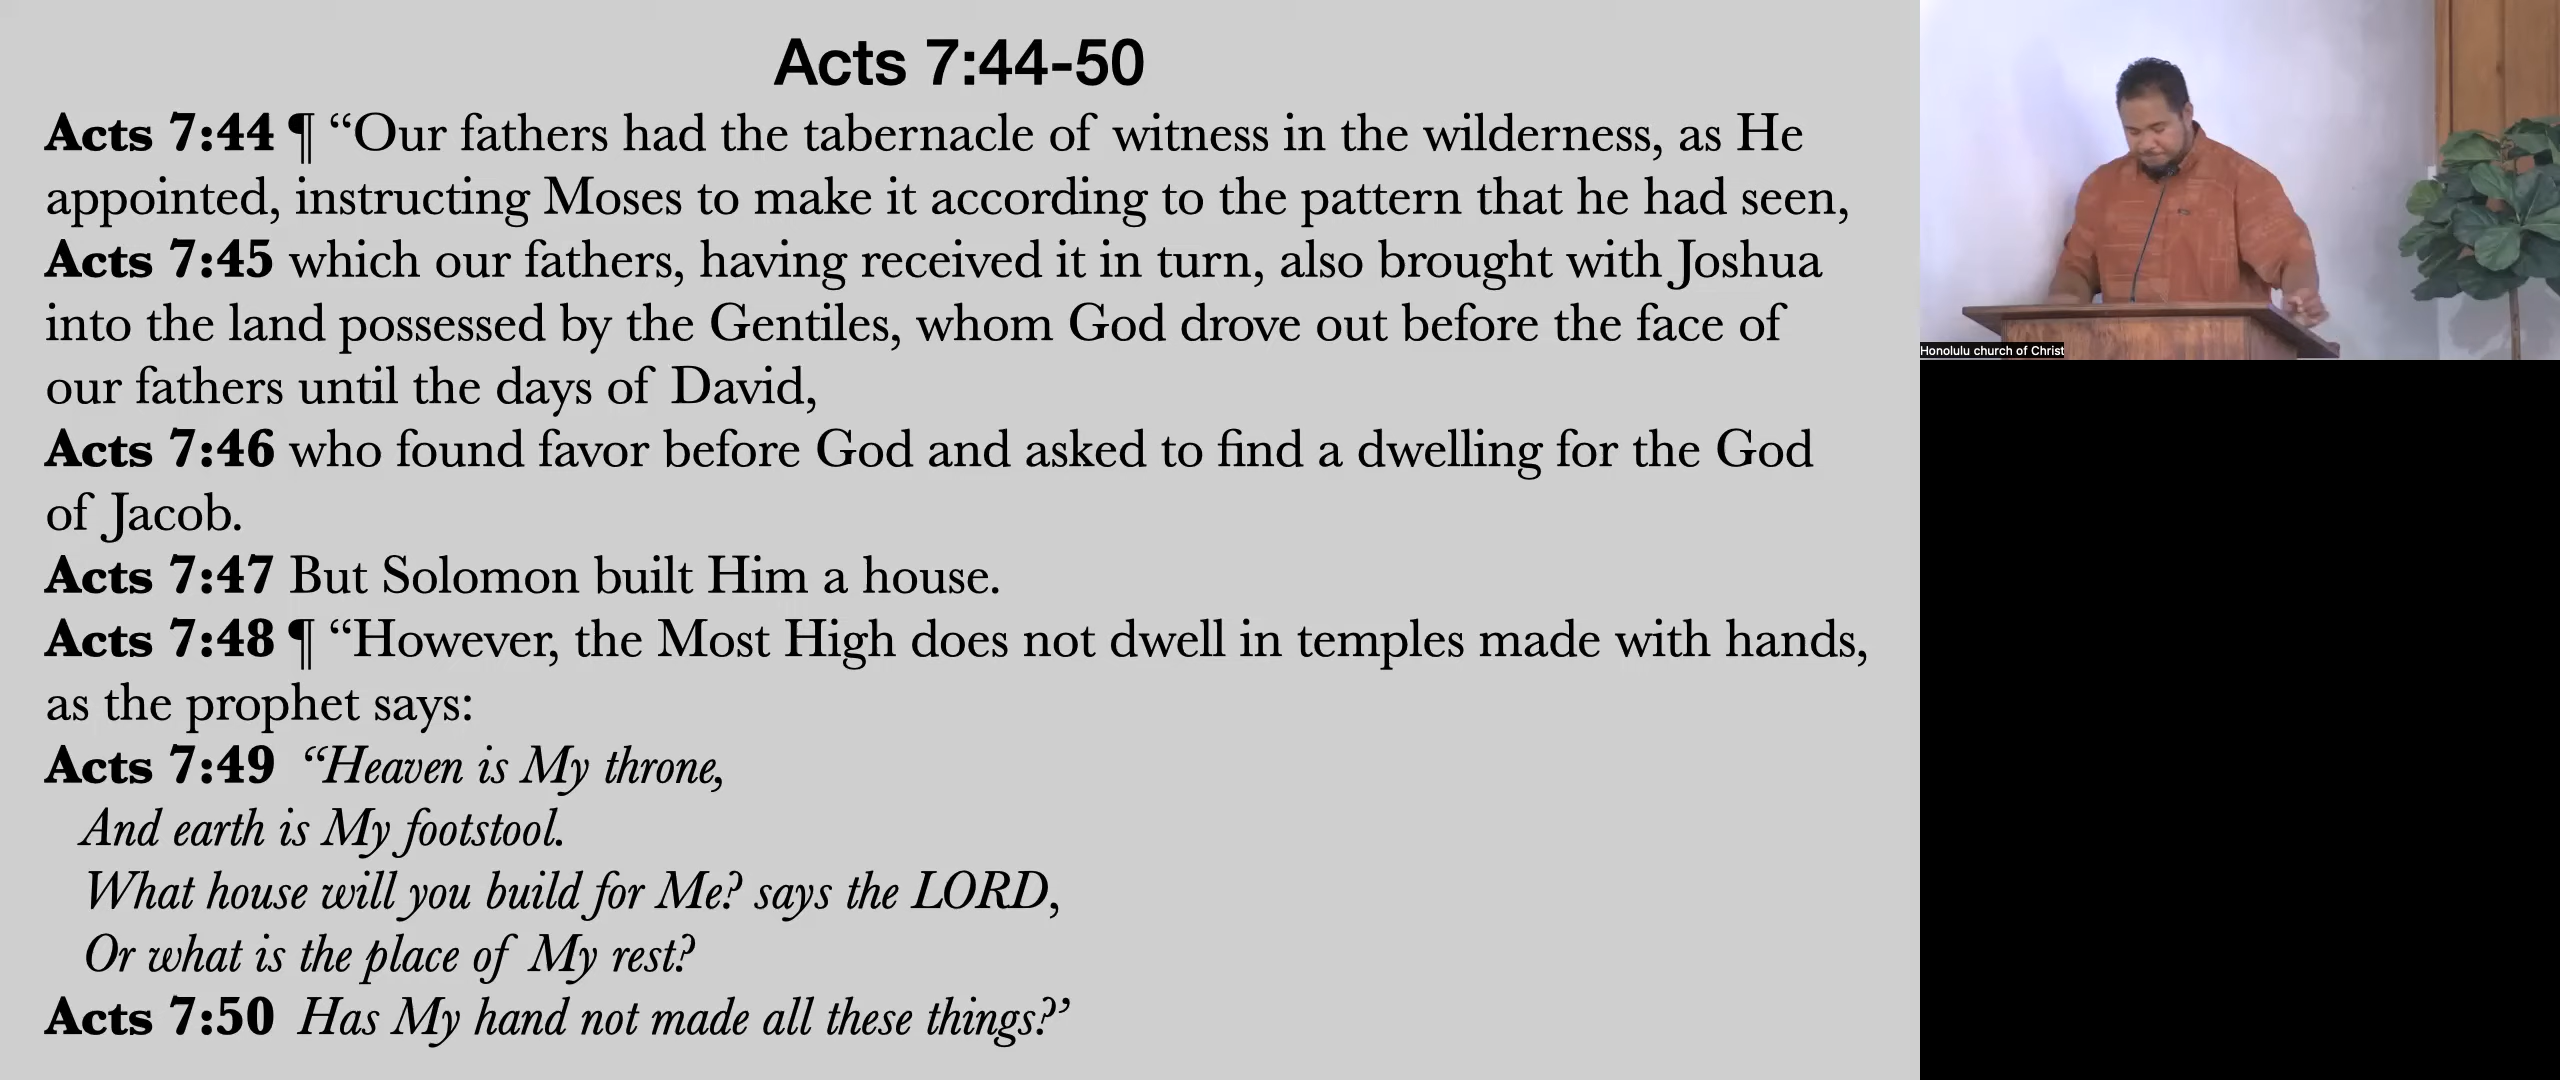 Acts 7:44-50
Acts 7:44 ¶ “Our fathers had the tabernacle of witness in the wilderness, as He
appointed, instructing Moses to make it according to the pattern that he had seen,
Acts 7:45 which our fathers, having received it in turn, also brought with Joshua
into the land possessed by the Gentiles, whom God drove out before the face of
our fathers until the days of David,
Acts 7:46 who found favor before God and asked to find a dwelling for the God
of Jacob.
Acts 7:47 But Solomon built Him a house.
Acts 7:48 ¶ “However, the Most High does not dwell in temples made with hands,
as the prophet says:
Acts 7:49 “Heaven is My throne,
And earth is My footstool.
What house will you build for Me? says the LORD,
Or what is the place of My rest?
Acts 7:50 Has My hand not made all these things?’
Honolulu church of Christ